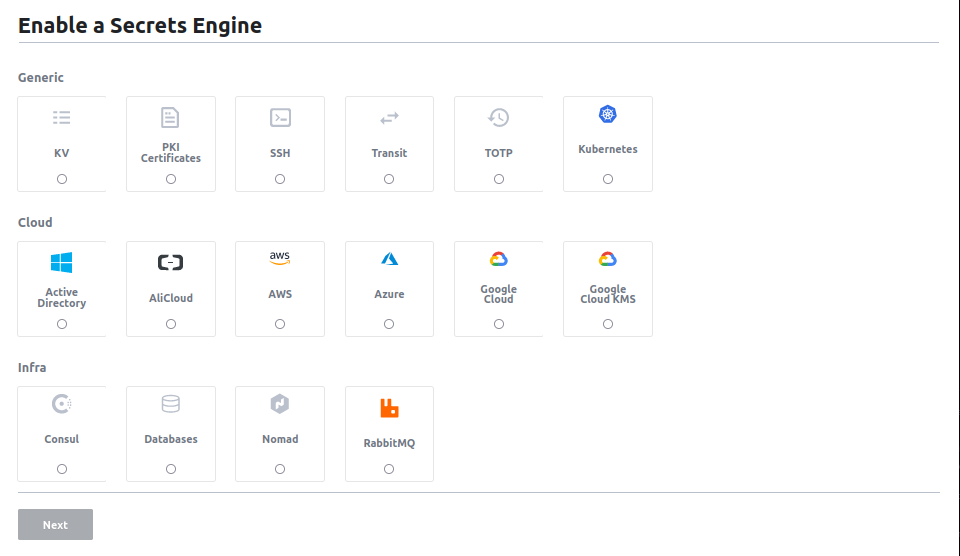 Enable a Secrets Engine
Generic
KV
PKI
Certificates
SSH
Transit
TOTP
Kubernetes
Cloud
Active
Directory
AliCloud
aws
AWS
Azure
Google
Cloud
Google
Cloud KMS
Infra
Consul
Databases
Nomad
RabbitMQ
Next